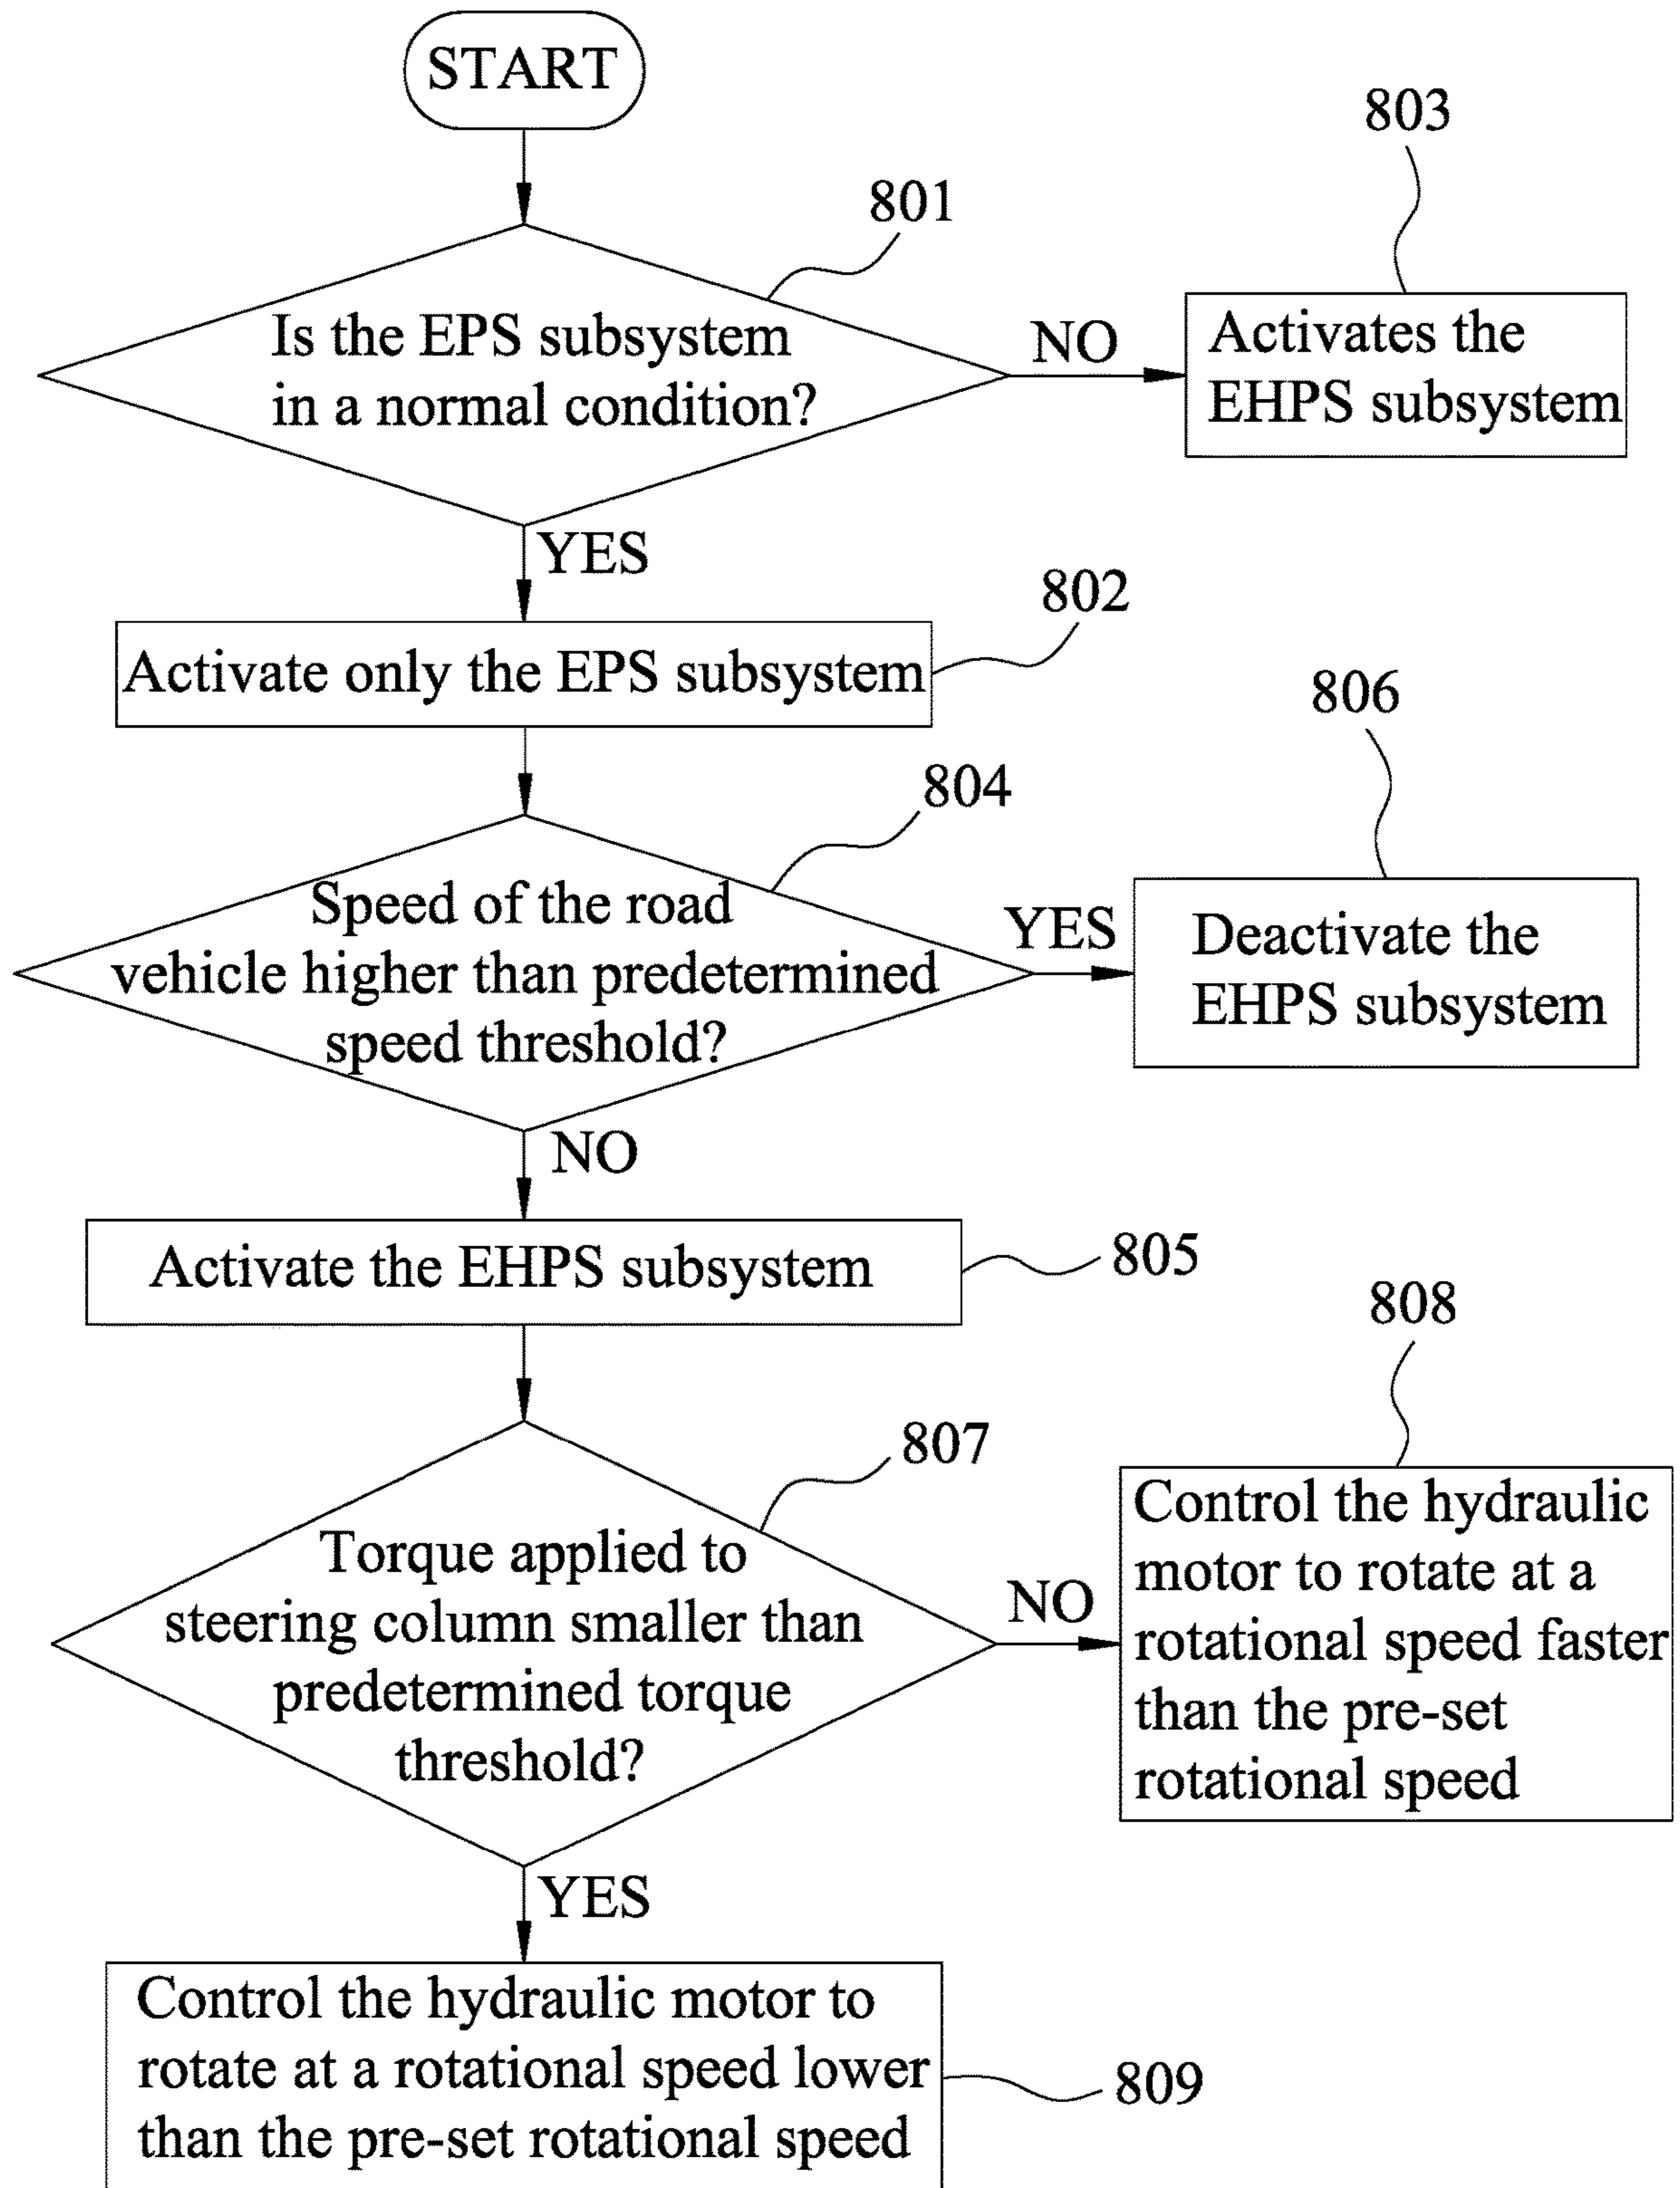 START
801
803
Is the EPS subsystem
in a normal condition?
NO
Activates the
EHPS subsystem
YES
802
Activate only the EPS subsystem
804
806
Speed of the road
vehicle higher than predetermined
speed threshold?
YES
Deactivate the
EHPS subsystem
NO
Activate the EHPS subsystem
805
807
808
Torque applied to
steering column smaller than
predetermined torque
threshold?
NO
Control the hydraulic
motor to rotate at a
rotational speed faster
than the pre-set
rotational speed
YES
Control the hydraulic motor to
rotate at a rotational speed lower
than the pre-set rotational speed
809